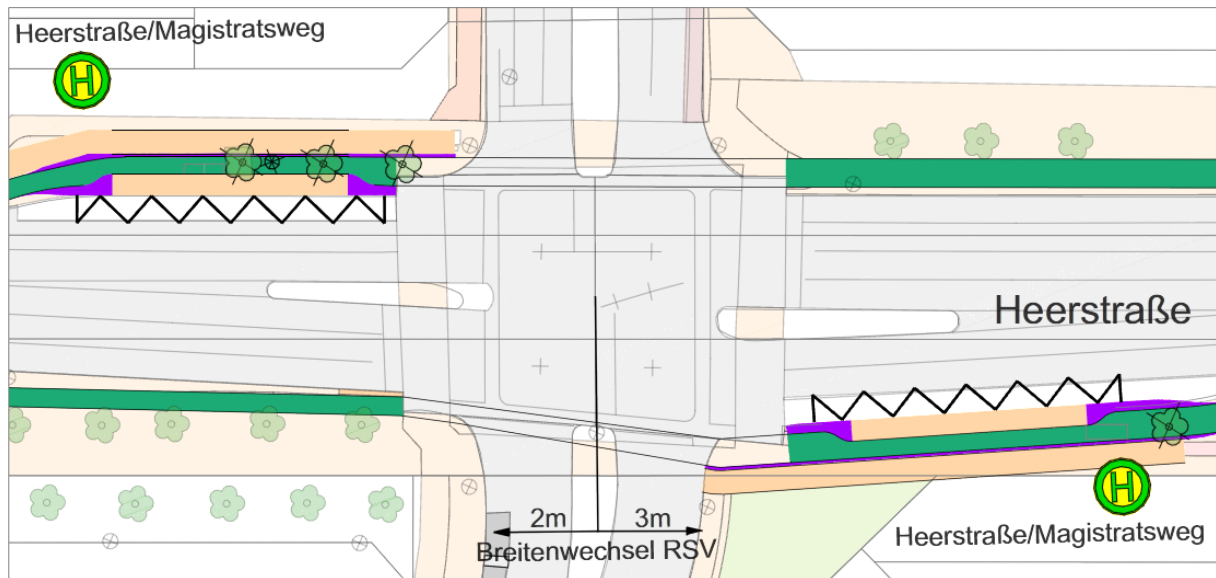 Heerstraße/Magistratsweg
H
Heerstraße
H
2m 3m
Breitenwechsel RSV
Heerstraße/Magistratsweg